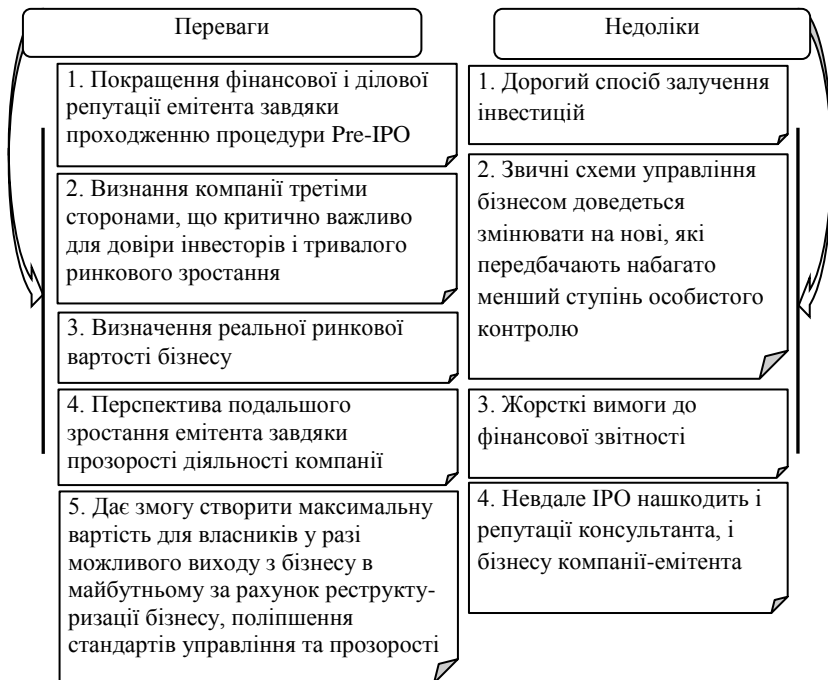 Переваги
1. Покращення фінансової і ділової
репутації емітента завдяки
проходженню процедури Pre-IPO
2. Визнання компанії третіми
сторонами, що критично важливо
для довіри інвесторів і тривалого
ринкового зростання
3. Визначення реальної ринкової
вартості бізнесу
4. Перспектива подальшого
зростання емітента завдяки
прозорості діяльності компанії
5. Дає змогу створити максимальну
вартість для власників у разі
можливого виходу з бізнесу в
майбутньому за рахунок реструкту-
ризації бізнесу, поліпшення
стандартів управління та прозорості
Недоліки
1. Дорогий спосіб залучення
інвестицій
2. Звичні схеми управління
бізнесом доведеться
змінювати на нові, які
передбачають набагато
менший ступінь особистого
контролю
3. Жорсткі вимоги до
фінансової звітності
4. Невдале IPO нашкодить і
репутації консультанта, і
бізнесу компанії-емітента